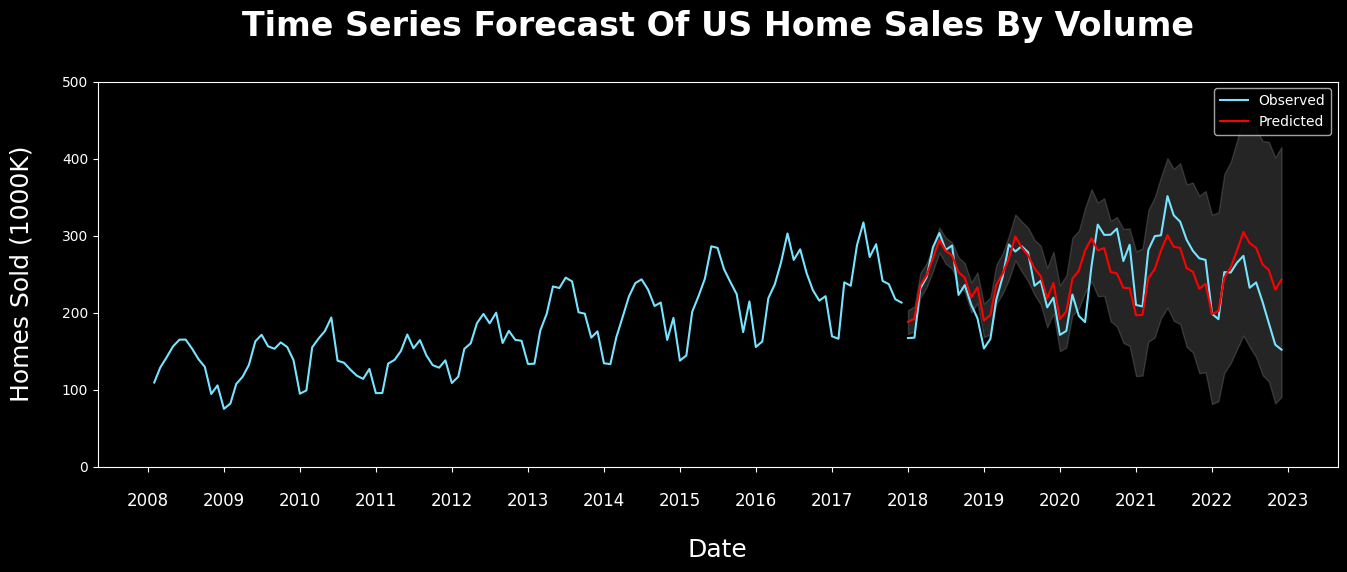 Time Series Forecast Of US Home Sales By Volume
500
400
300
200
100
0
Homes Sold (1000K)
Observed
Predicted
2008 2009 2010 2011 2012 2013 2014 2015 2016 2017 2018 2019 2020 2021 2022 2023
Date